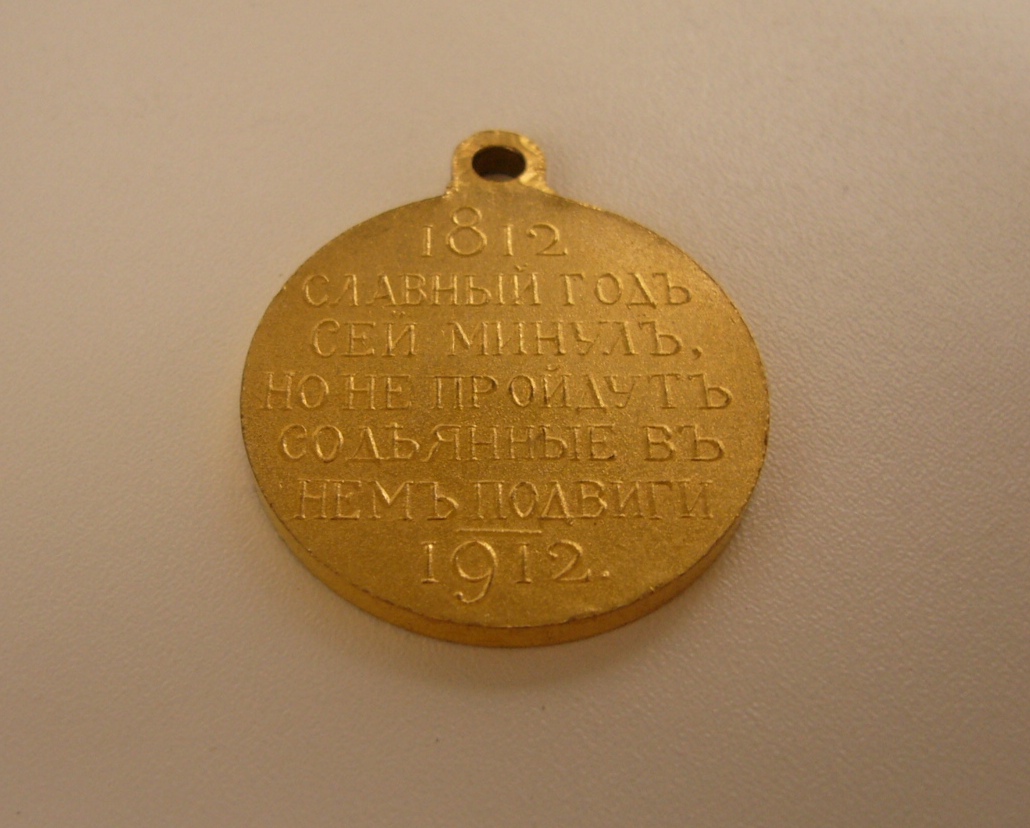 1812
СЛАВНЫЙ ГОДЪ
СЕЙ МИНУЛЪ,
НО НЕ ПРОЙДУТЪ
СОДѢЯННЫЕ ВЪ
НЕМЪ ПОДВИГИ
1912.